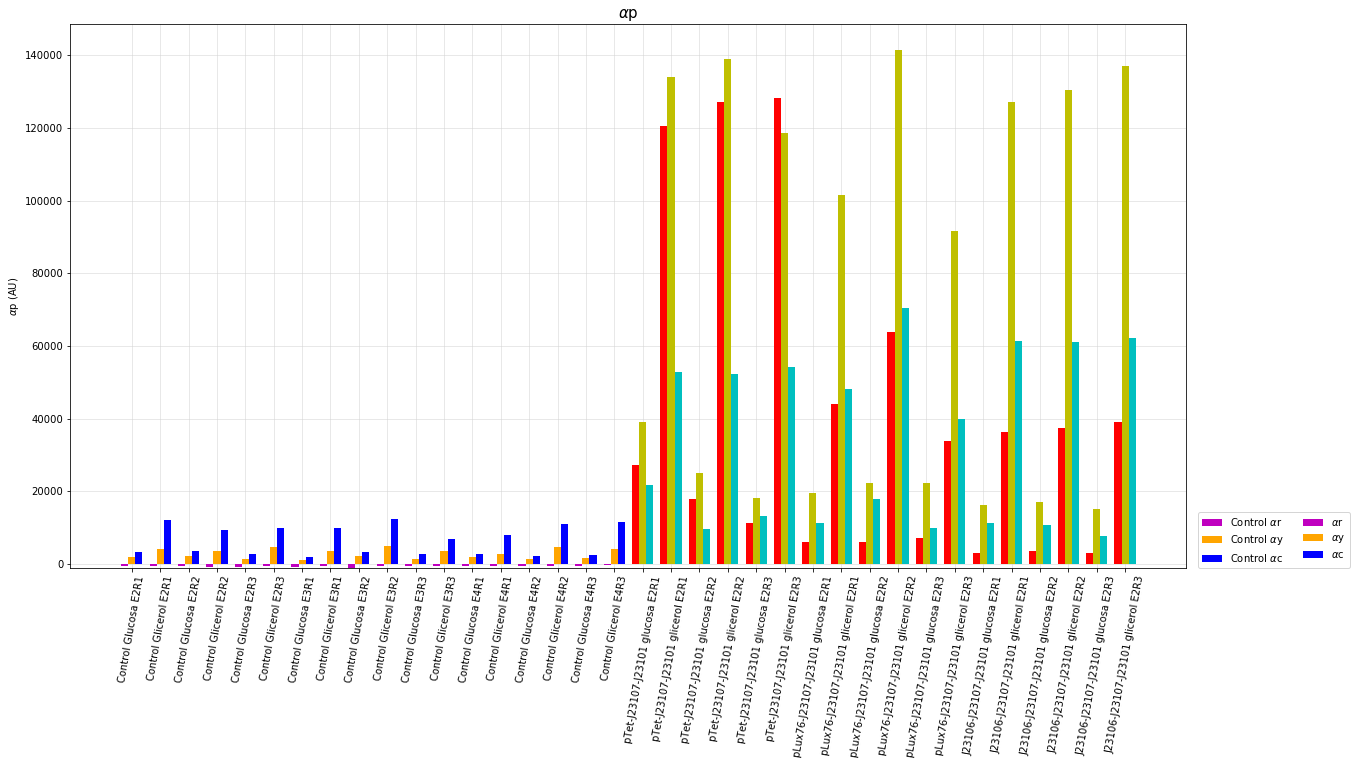 αp
140000
120000
100000
80000
60000
40000
20000
0
αp (AU)
Control Glucosa E2R1
Control Glicerol E2R1
Control Glucosa E2R2
Control Glicerol E2R2
Control Glucosa E2R3
Control Glicerol E2R3
Control Glucosa E3R1
Control Glicerol E3R1
Control Glucosa E3R2
Control Glicerol E3R2
Control Glucosa E3R3
Control Glicerol E3R3
Control Glucosa E4R1
Control Glicerol E4R1
Control Glucosa E4R2
Control Glicerol E4R2
Control Glucosa E4R3
Control Glicerol E4R3
pTet-J23107-J23101 glucosa E2R1
pTet-J23107-J23101 glicerol E2R1
pTet-J23107-J23101 glucosa E2R2
pTet-J23107-J23101 glicerol E2R2
pTet-J23107-J23101 glucosa E2R3
pTet-J23107-J23101 glicerol E2R3
pLux76-J23107-J23101 glucosa E2R1
pLux76-J23107-J23101 glicerol E2R1
pLux76-J23107-J23101 glucosa E2R2
pLux76-J23107-J23101 glicerol E2R2
pLux76-J23107-J23101 glucosa E2R3
pLux76-J23107-J23101 glicerol E2R3
J23106-J23107-J23101 glucosa E2R1
J23106-J23107-J23101 glicerol E2R1
J23106-J23107-J23101 glucosa E2R2
J23106-J23107-J23101 glicerol E2R2
J23106-J23107-J23101 glucosa E2R3
J23106-J23107-J23101 glicerol E2R3
Control αr
Control αy
Control αc
αr
αy
αc